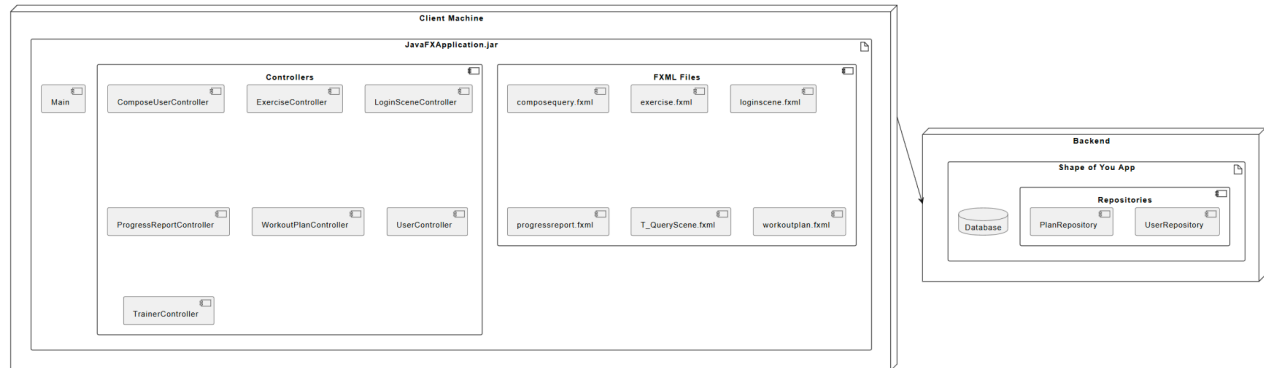 Client Machine
JavaFXApplication.jar
Main
Controllers
ComposeUserController
ExerciseController
LoginSceneController
ProgressReportController
WorkoutPlanController
UserController
TrainerController
FXML Files
composequery.fxml
exercise.fxml
loginscene.fxml
progressreport.fxml
T_QueryScene.fxml
workoutplan.fxml
Backend
Shape of You App
Database
Repositories
PlanRepository
UserRepository